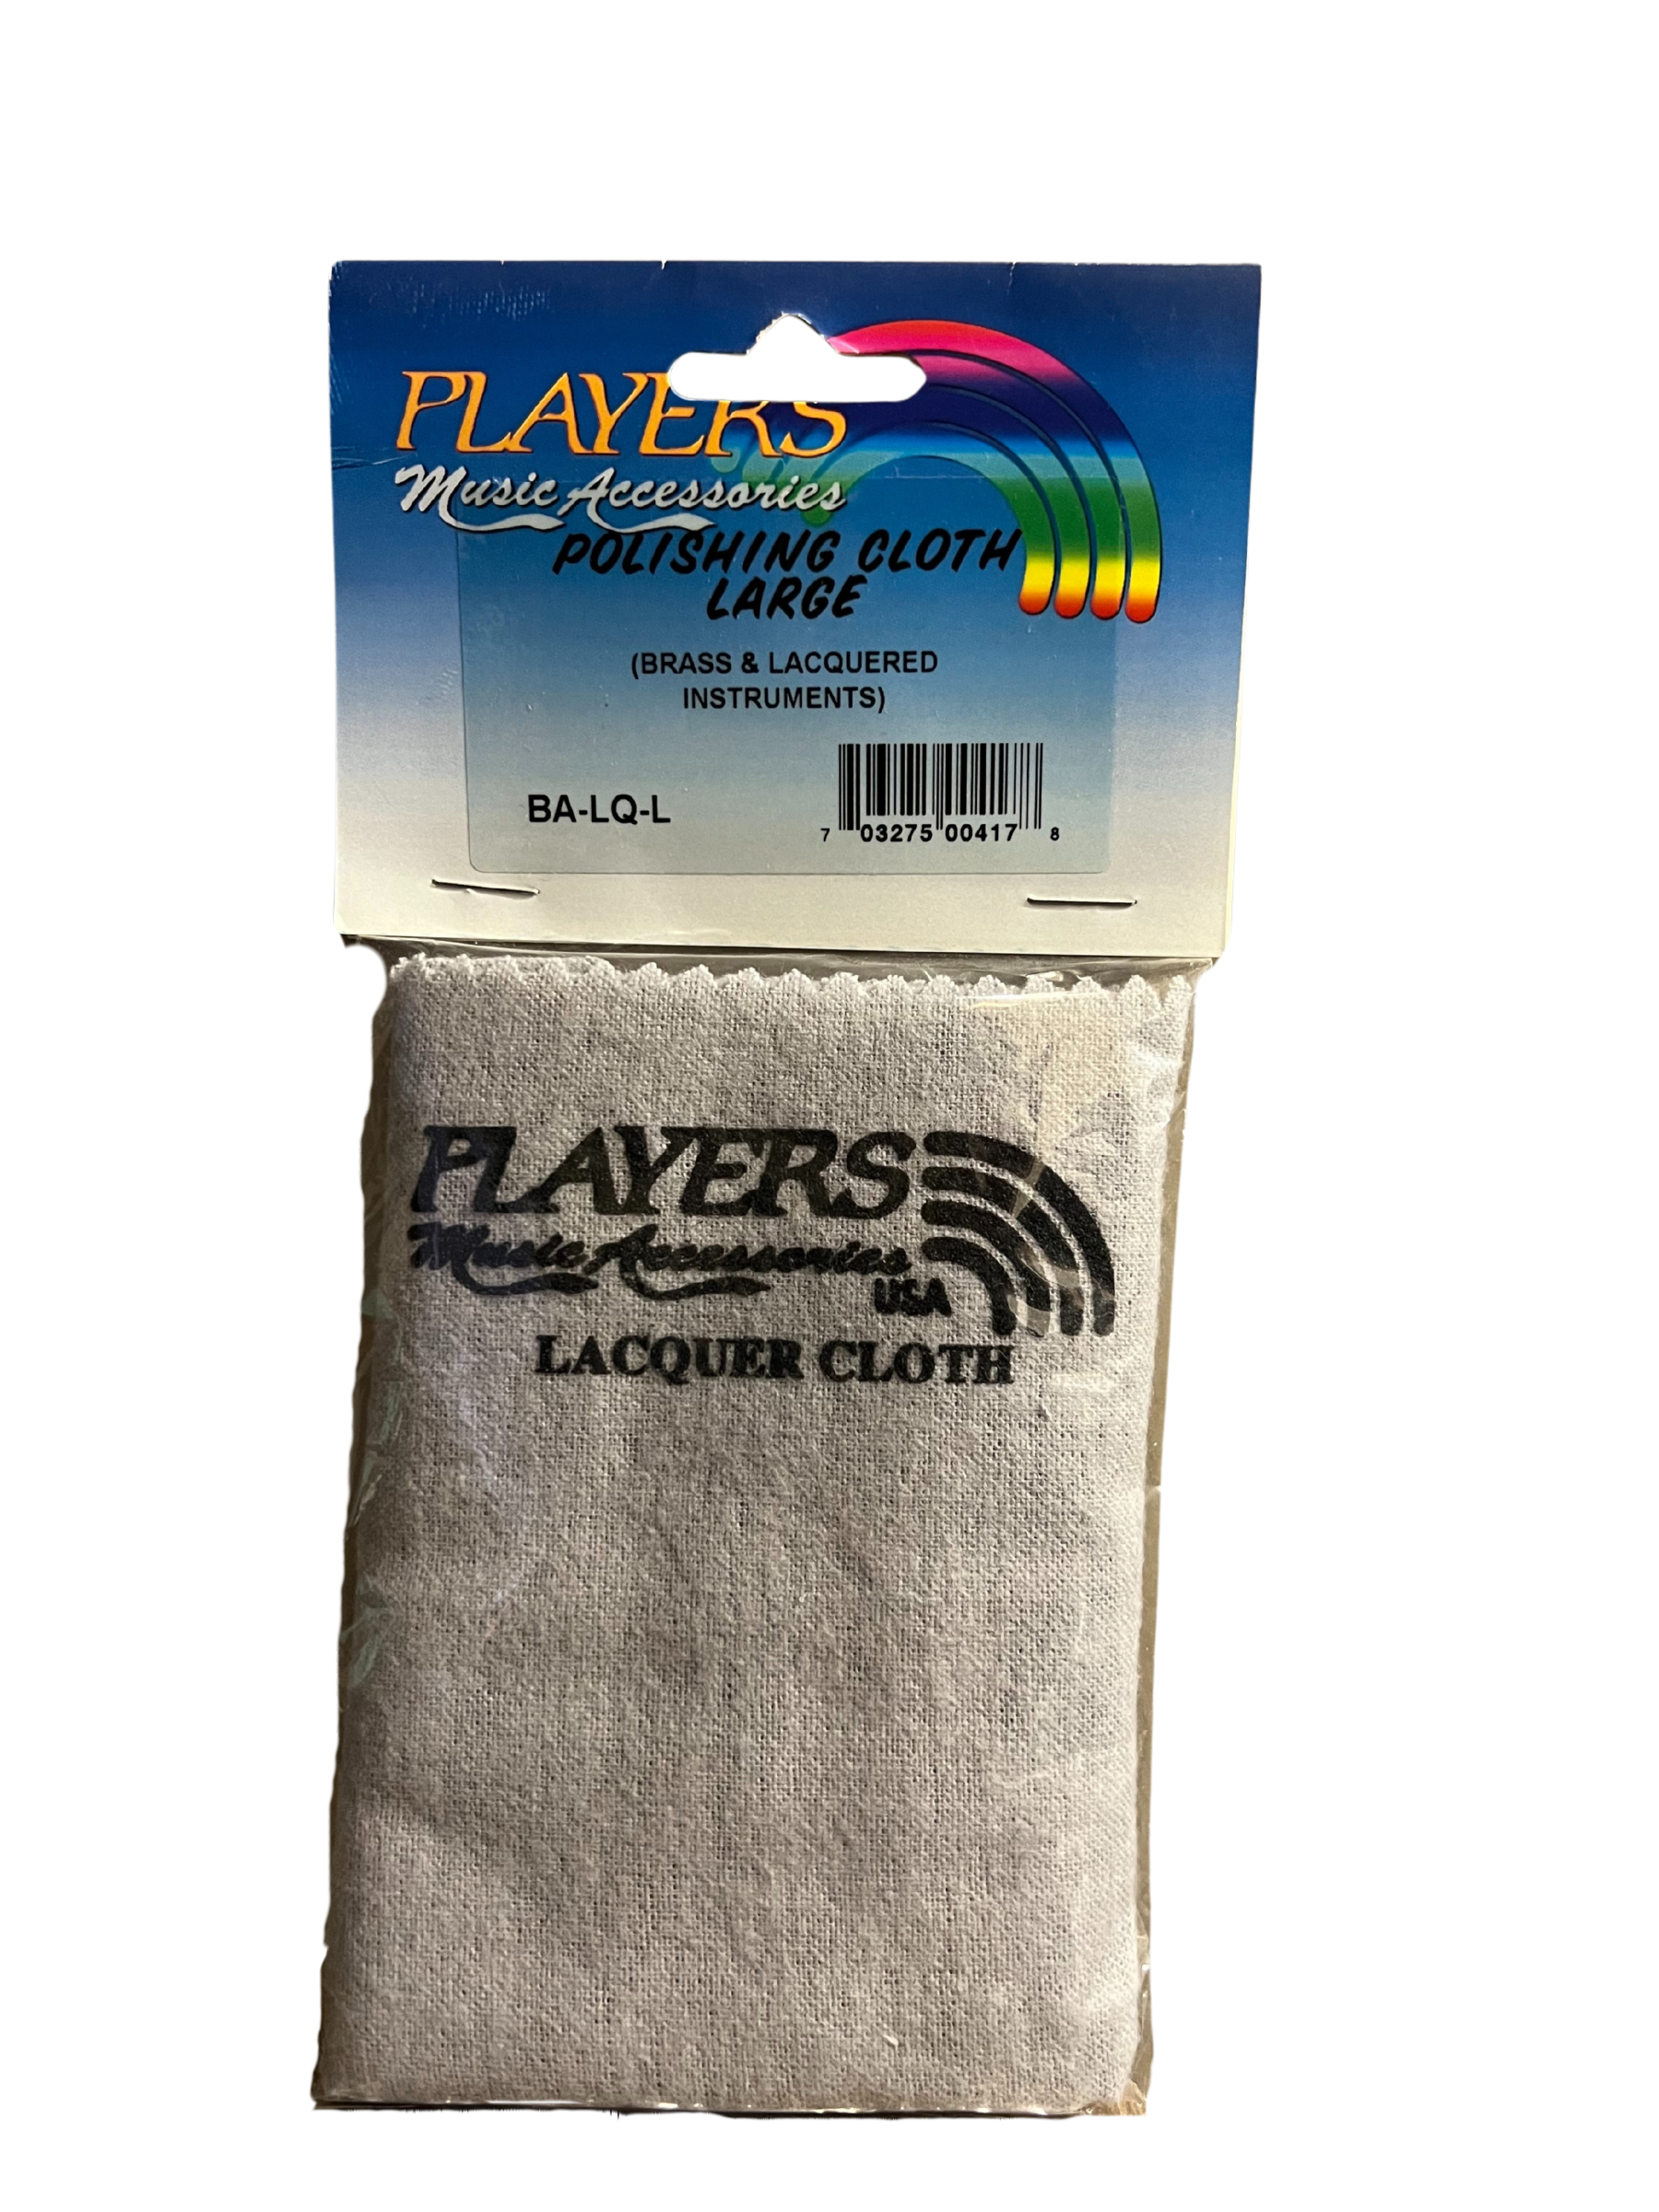 PLAYERS
Music Accessories
POLISHING CLOTH
LARGE
(BRASS & LACQUERED
INSTRUMENTS)
BA-LQ-L
7 03275 00417 8
PLAYERS
Music Accessories
USA
LACQUER CLOTH